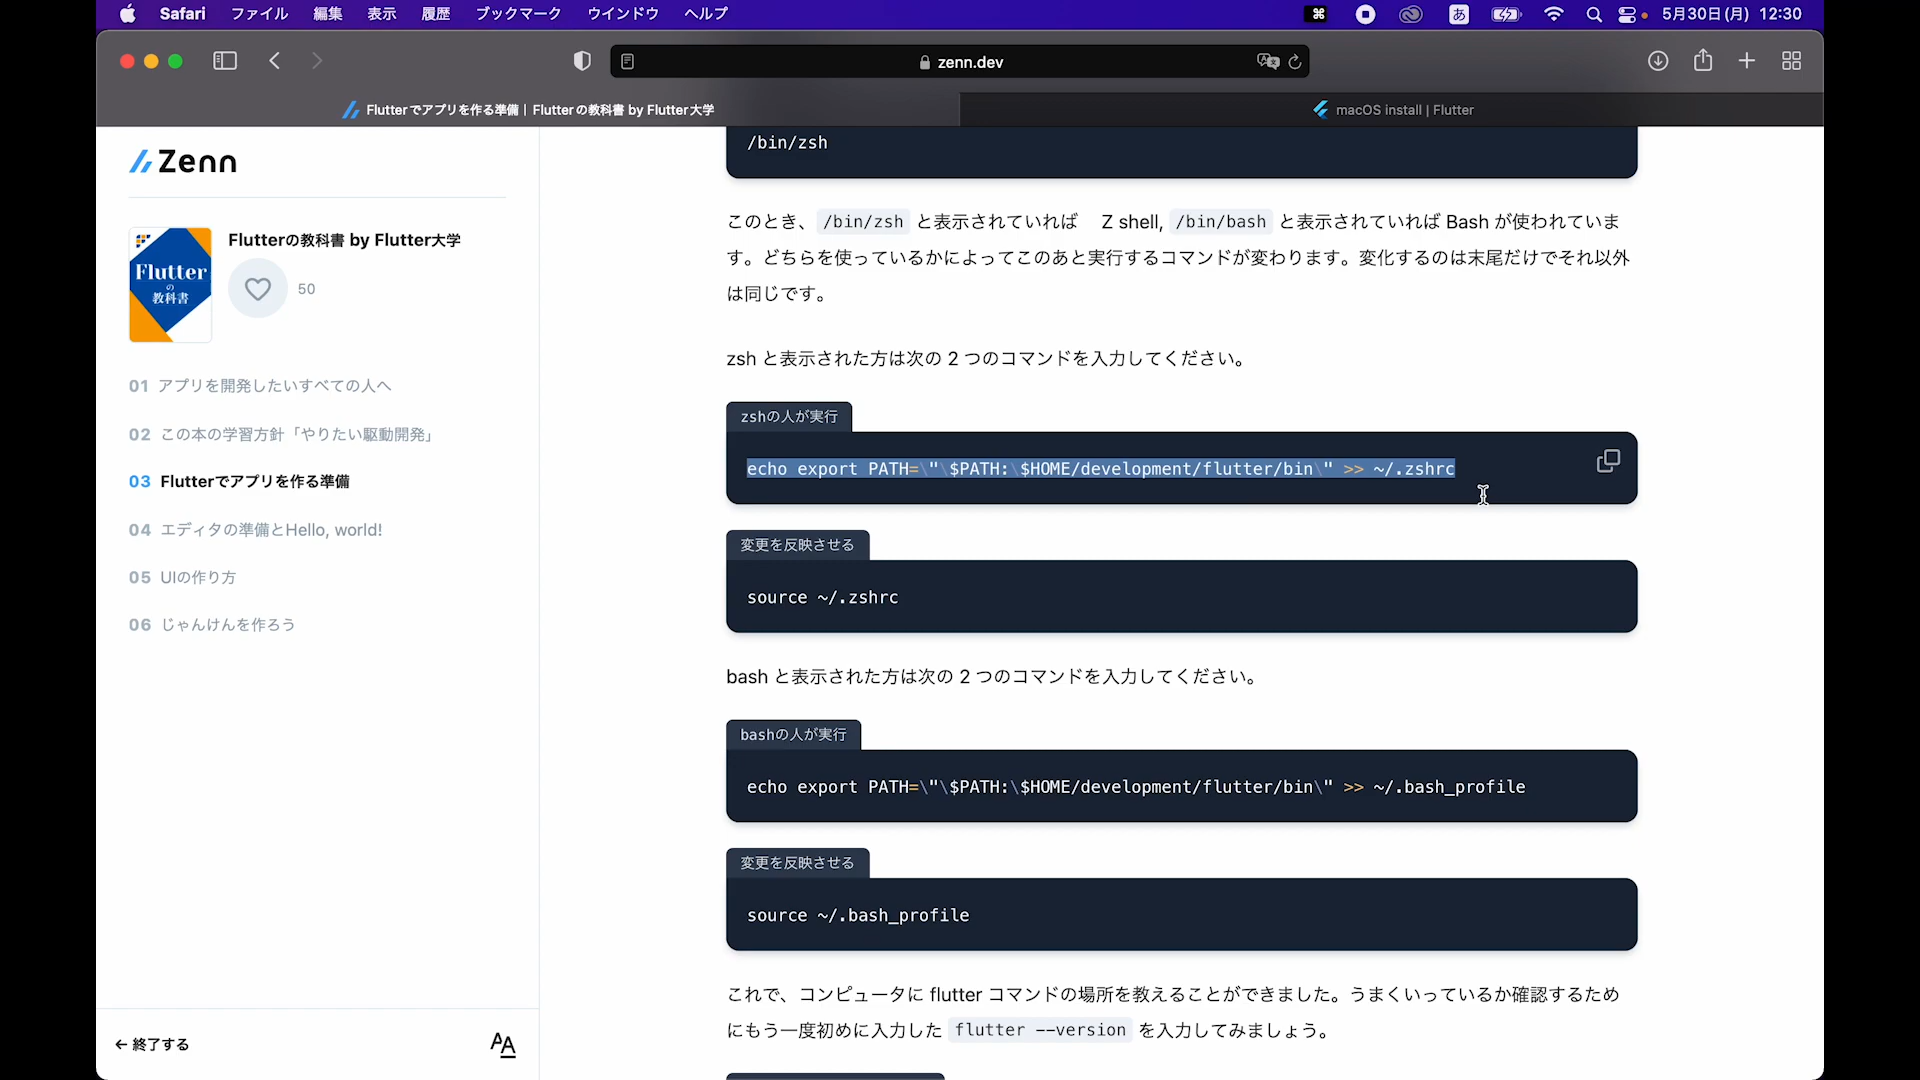 Safari ファイル 編集 表示 履歴 ブックマーク ウインドウ ヘルプ あ 5月30日(月) 12:30
zenn.dev
Flutterでアプリを作る準備 | Flutterの教科書 by Flutter大学
macOS install | Flutter
Zenn
Flutterの教科書 by Flutter大学
Flutter
の
教科書
50
01 アプリを開発したいすべての人へ
02 この本の学習方針「やりたい駆動開発」
03 Flutterでアプリを作る準備
04 エディタの準備とHello, world!
05 UIの作り方
06 じゃんけんを作ろう
← 終了する
/bin/zsh
このとき、 /bin/zsh と表示されていれば　Z shell, /bin/bash と表示されていれば Bash が使われていま
す。どちらを使っているかによってこのあと実行するコマンドが変わります。変化するのは末尾だけでそれ以外
は同じです。
zsh と表示された方は次の 2 つのコマンドを入力してください。
zshの人が実行
echo export PATH=\"\$PATH:\$HOME/development/flutter/bin\" >> ~/.zshrc
変更を反映させる
source ~/.zshrc
bash と表示された方は次の 2 つのコマンドを入力してください。
bashの人が実行
echo export PATH=\"\$PATH:\$HOME/development/flutter/bin\" >> ~/.bash_profile
変更を反映させる
source ~/.bash_profile
これで、コンピュータに flutter コマンドの場所を教えることができました。うまくいっているか確認するため
にもう一度初めに入力した flutter --version を入力してみましょう。